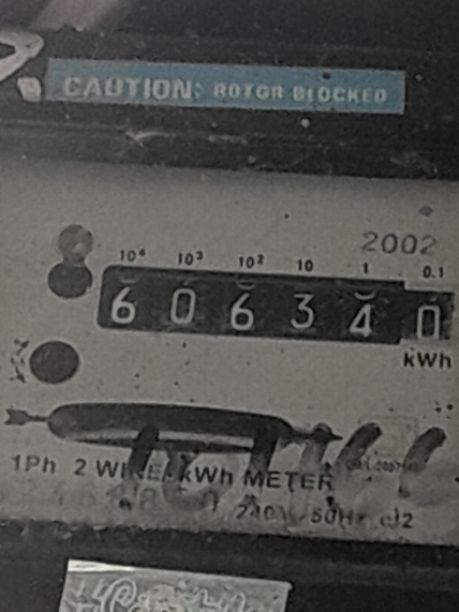 CAUTION: ROTOR BLOCKED
2002
10⁴ 10³ 10² 10 1 0.1
6 0 6 3 4 0
kWh
1Ph 2 WIRE kWh METER
240V 50Hz cl2